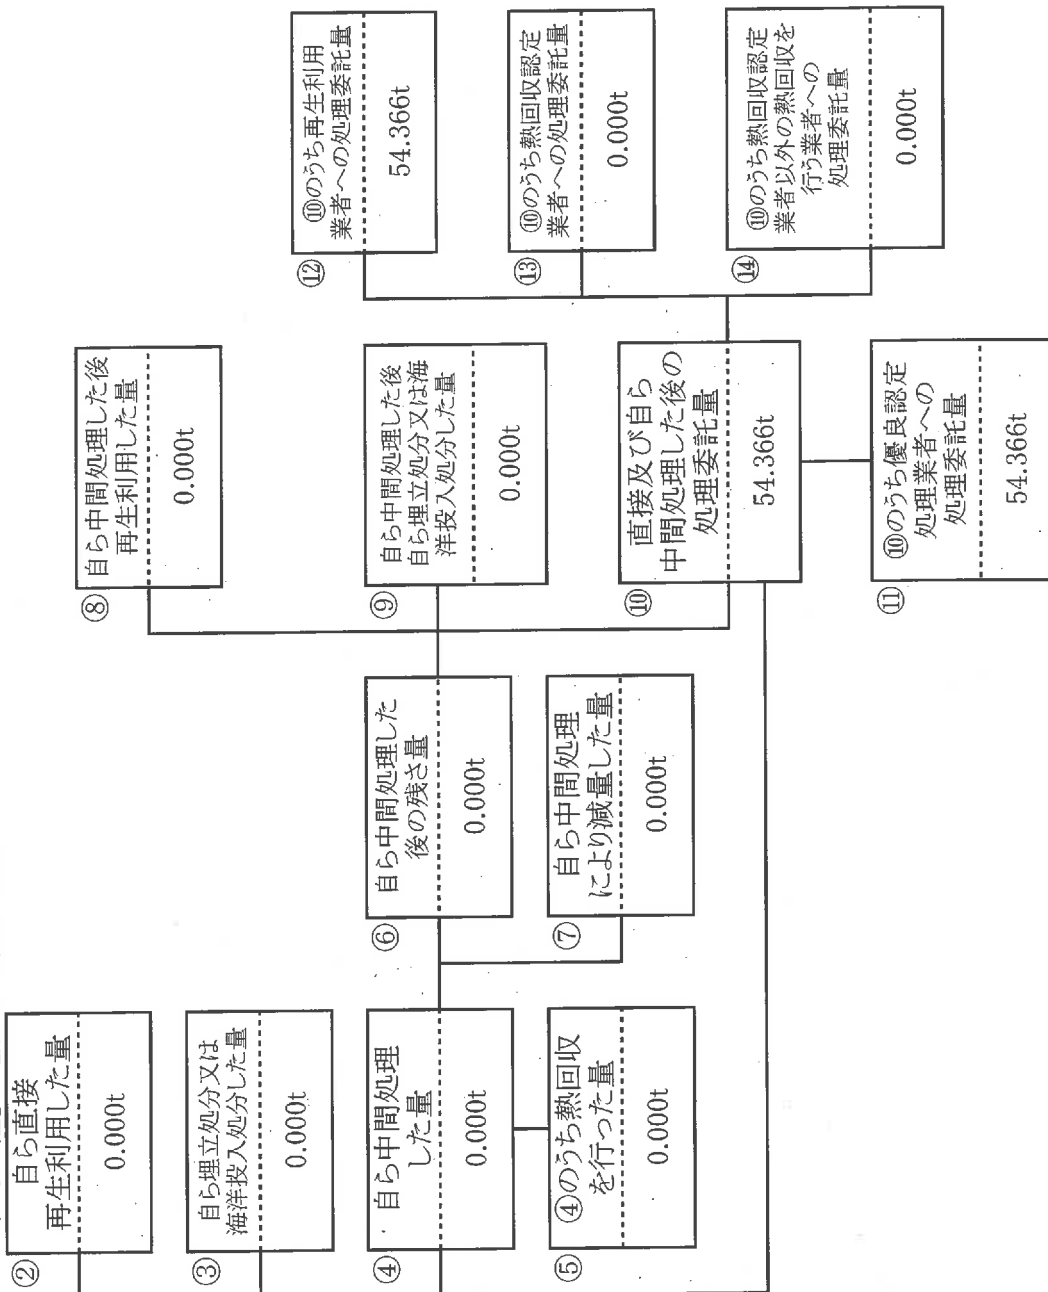 ②
自ら直接
再生利用した量
0.000t
③
自ら埋立処分又は
海洋投入処分した量
0.000t
④
自ら中間処理
した量
0.000t
⑤
④のうち熱回収
を行った量
0.000t
⑥
自ら中間処理した
後の残さ量
0.000t
⑦
自ら中間処理
により減量した量
0.000t
⑧
自ら中間処理した後
再生利用した量
0.000t
⑨
自ら中間処理した後
自ら埋立処分又は海
洋投入処分した量
0.000t
⑩
直接及び自ら
中間処理した後の
処理委託量
54.366t
⑪
⑩のうち優良認定
処理業者への
処理委託量
54.366t
⑫
⑩のうち再生利用
業者への処理委託量
54.366t
⑬
⑩のうち熱回収認定
業者への処理委託量
0.000t
⑭
⑩のうち熱回収認定
業者以外の熱回収を
行う業者への
処理委託量
0.000t